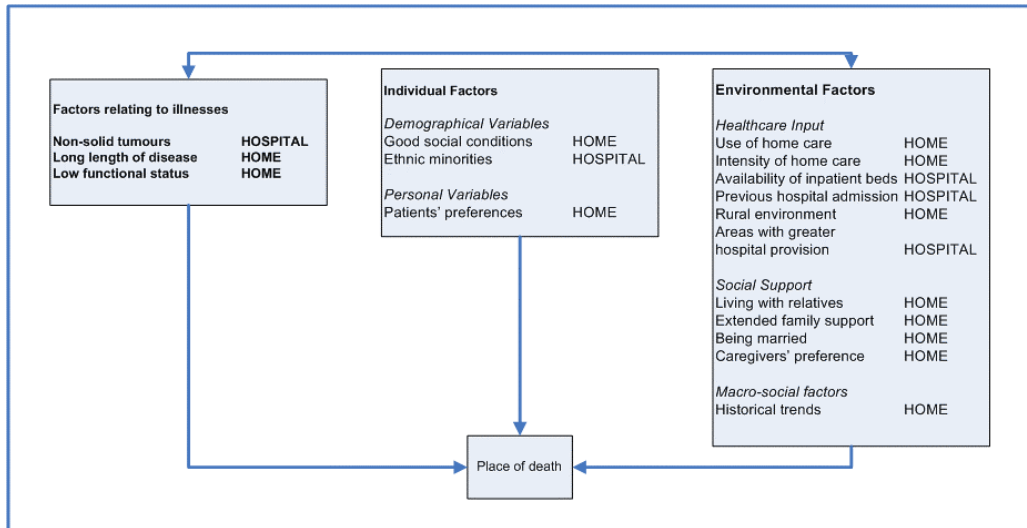 Factors relating to illnesses
Non-solid tumours HOSPITAL
Long length of disease HOME
Low functional status HOME
Individual Factors
Demographical Variables
Good social conditions HOME
Ethnic minorities HOSPITAL
Personal Variables
Patients' preferences HOME
Environmental Factors
Healthcare Input
Use of home care HOME
Intensity of home care HOME
Availability of inpatient beds HOSPITAL
Previous hospital admission HOSPITAL
Rural environment HOME
Areas with greater
hospital provision HOSPITAL
Social Support
Living with relatives HOME
Extended family support HOME
Being married HOME
Caregivers' preference HOME
Macro-social factors
Historical trends HOME
Place of death